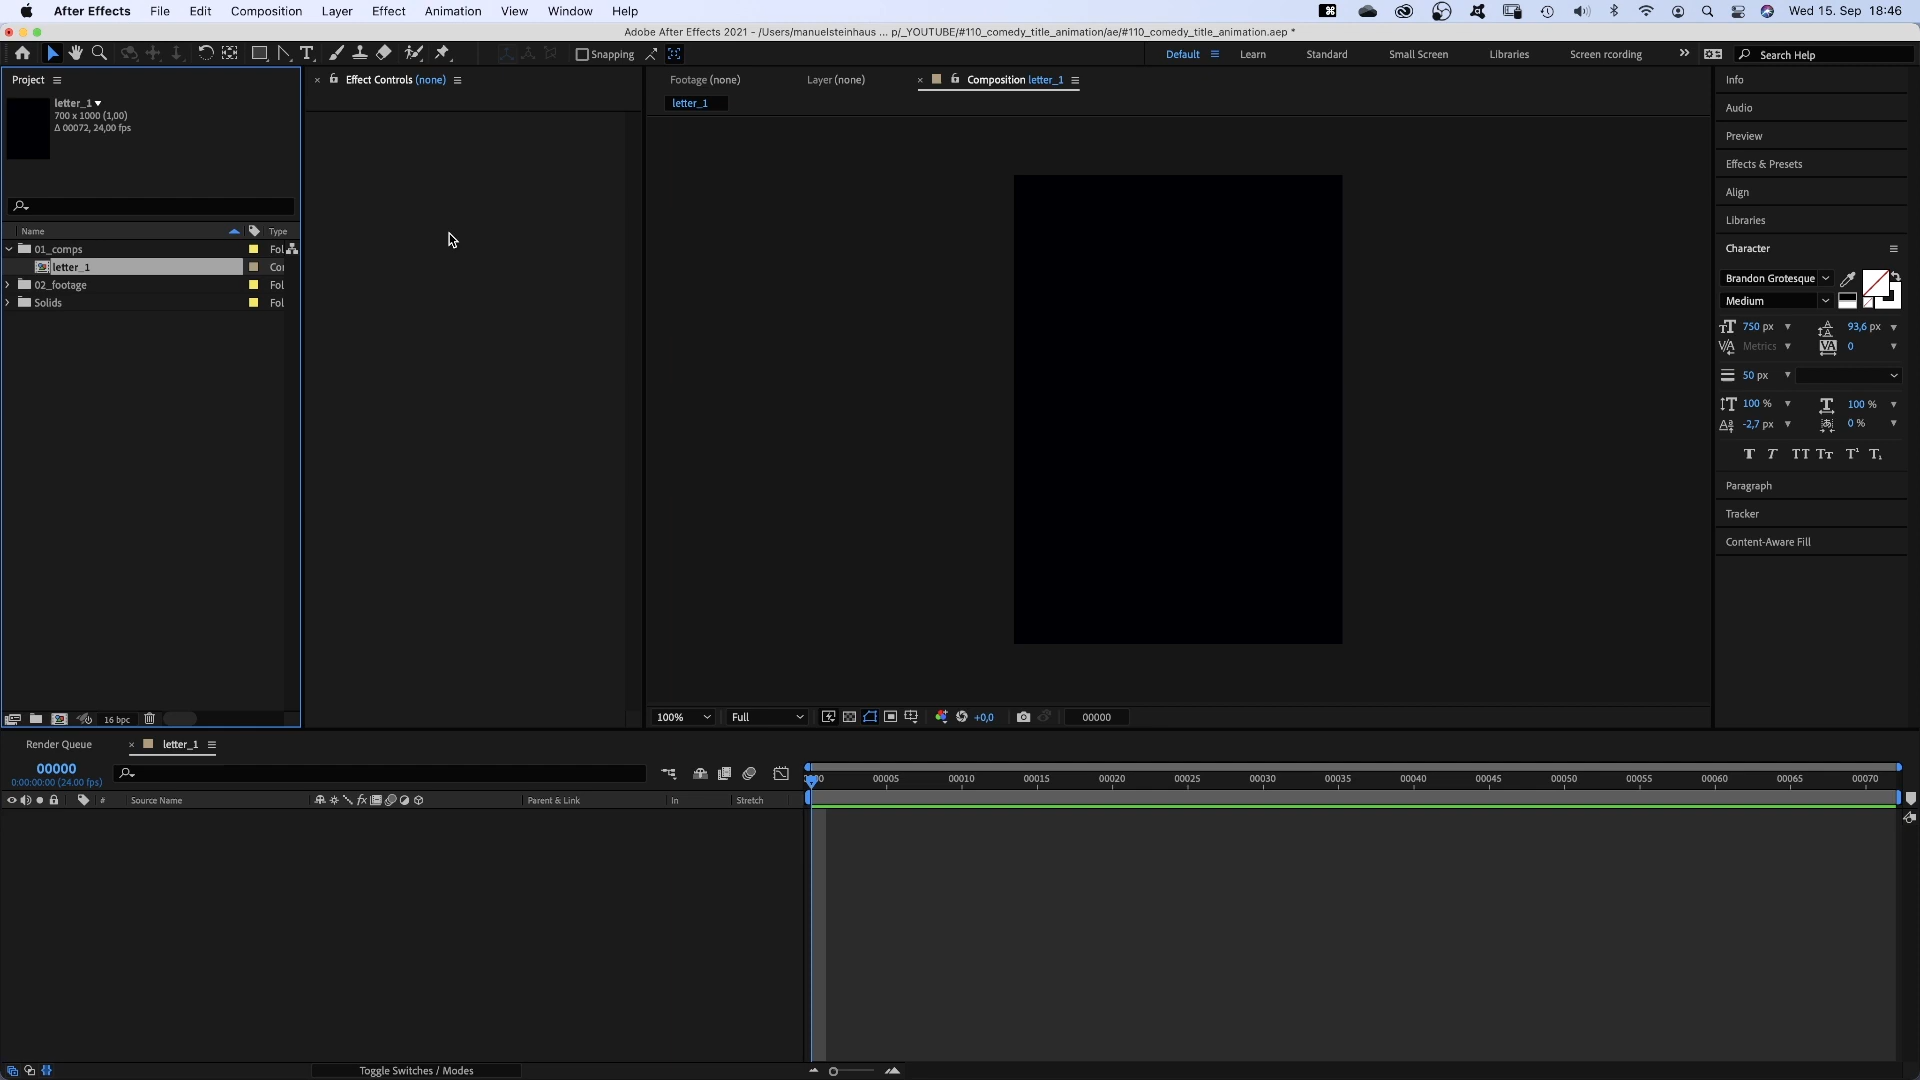 After Effects File Edit Composition Layer Effect Animation View Window Help Wed 15. Sep 18:46
Adobe After Effects 2021 - /Users/manuelsteinhaus ... p/_YOUTUBE/#110_comedy_title_animation/ae/#110_comedy_title_animation.aep *
Snapping Default Learn Standard Small Screen Libraries Screen rcording Search Help
Project Effect Controls (none) Footage (none) Layer (none) Composition letter_1 Info
letter_1
700 x 1000 (1,00)
Δ 00072, 24,00 fps
letter_1
Audio
Preview
Effects & Presets
Align
Libraries
Character
Name Type
01_comps Fol
letter_1 Coi
02_footage Fol
Solids Fol
Brandon Grotesque
Medium
750 px 93,6 px
Metrics 0
50 px
100 % 100 %
-2,7 px 0 %
Paragraph
Tracker
Content-Aware Fill
16 bpc 100% Full +0,0 00000
Render Queue letter_1
00000
0:00:00:00 (24.00 fps)
00005 00010 00015 00020 00025 00030 00035 00040 00045 00050 00055 00060 00065 00070
# Source Name Parent & Link In Stretch
Toggle Switches / Modes